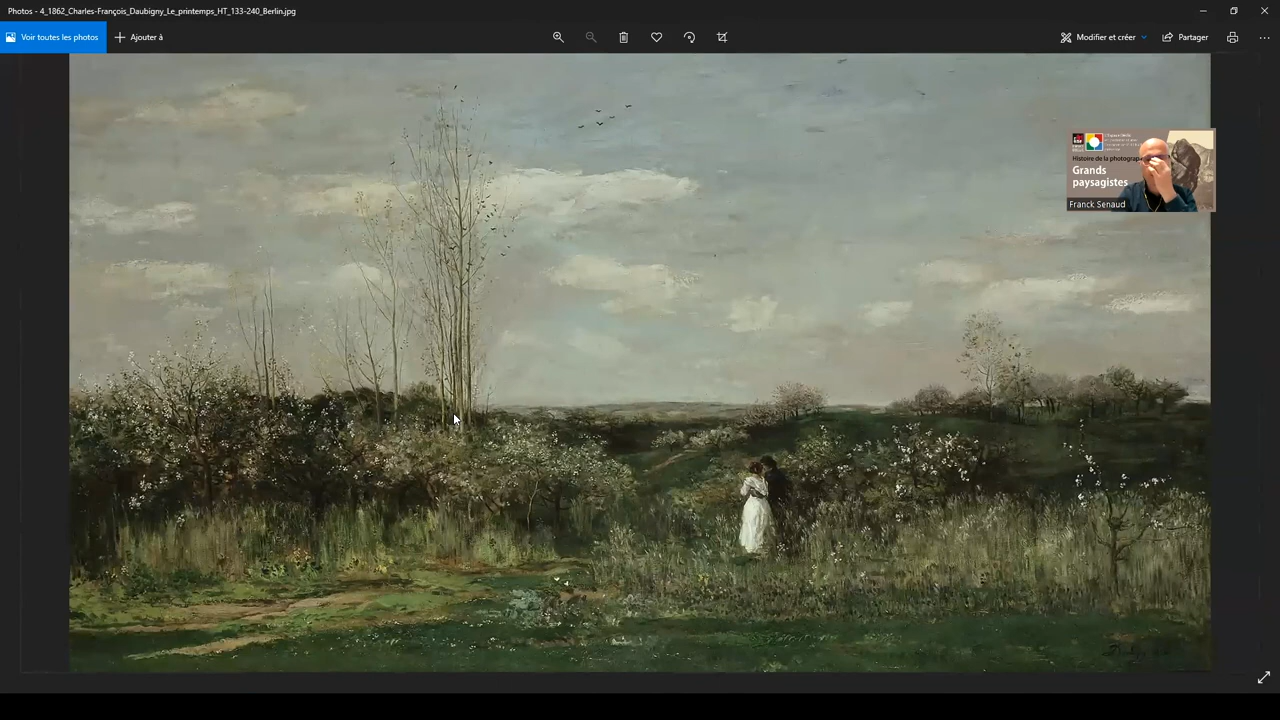 Photos - 4_1862_Charles-François_Daubigny_Le_printemps_HT_133-240_Berlin.jpg
Voir toutes les photos
Ajouter à
Modifier et créer
Partager
Histoire de la photograp
Grands
paysagistes
Franck Senaud